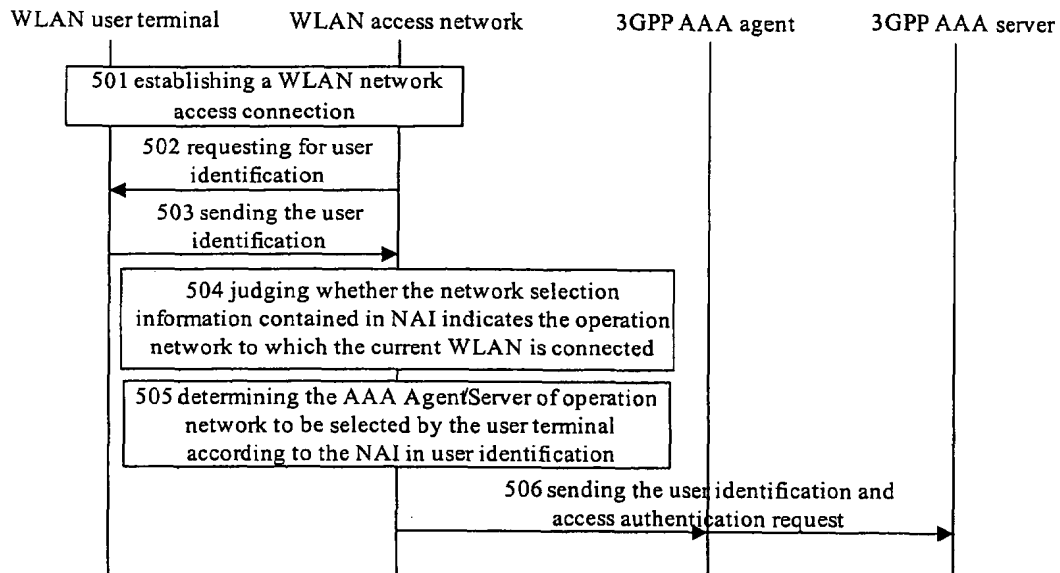 WLAN user terminal WLAN access network 3GPP AAA agent 3GPP AAA server
501 establishing a WLAN network
access connection
502 requesting for user
identification
503 sending the user
identification
504 judging whether the network selection
information contained in NAI indicates the operation
network to which the current WLAN is connected
505 determining the AAA Agent/Server of operation
network to be selected by the user terminal
according to the NAI in user identification
506 sending the user identification and
access authentication request